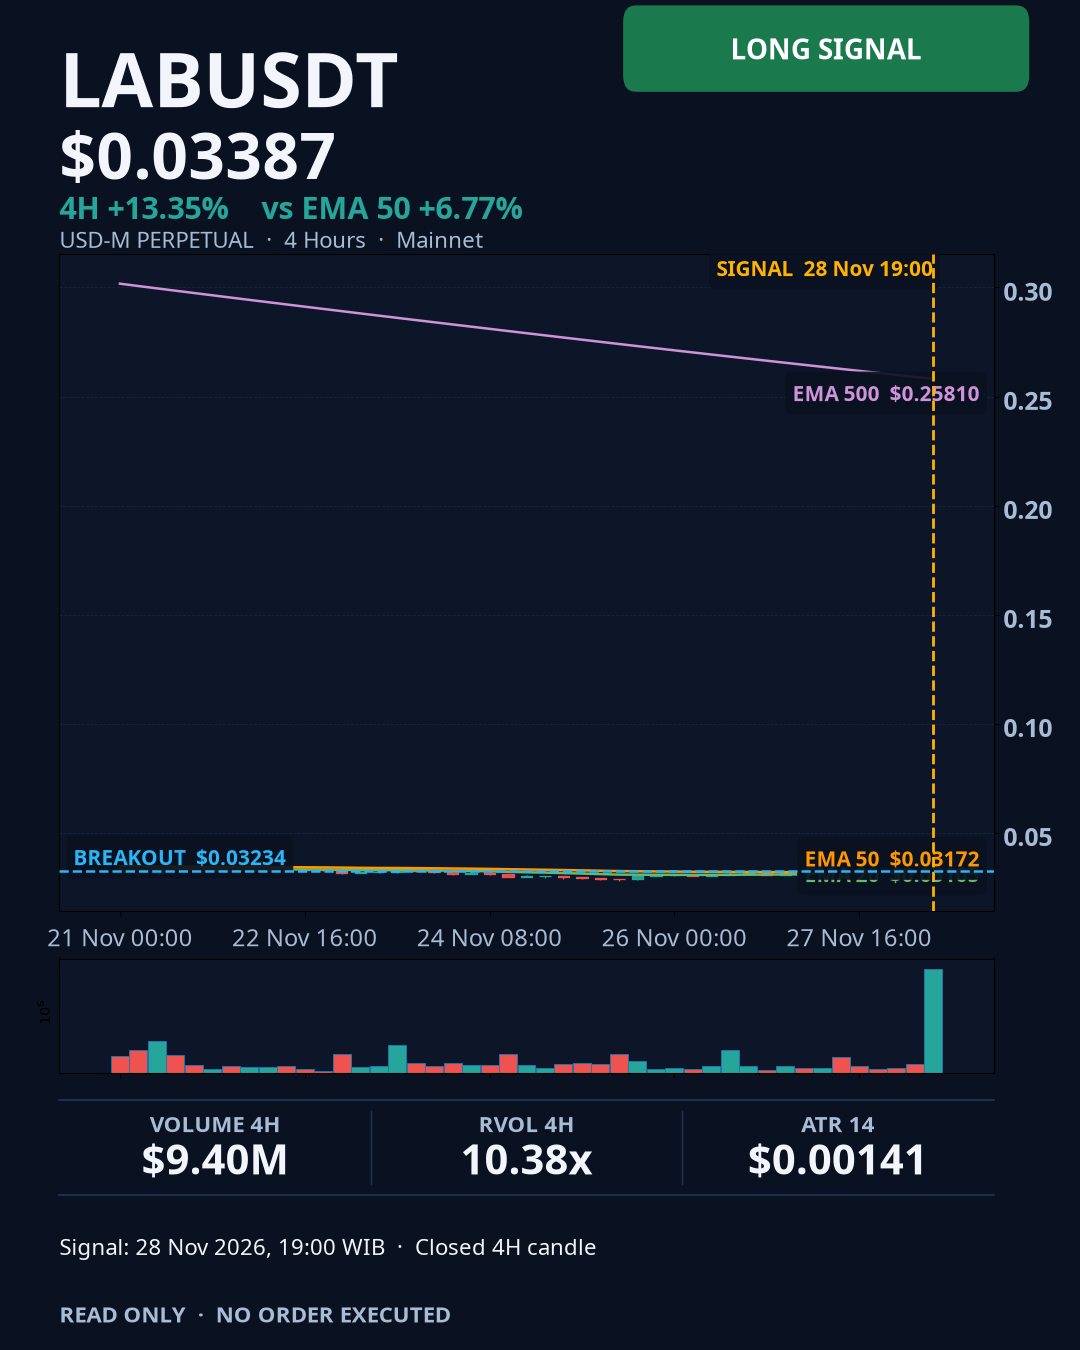 LONG SIGNAL
LABUSDT
$0.03387
4H +13.35% vs EMA 50 +6.77%
USD-M PERPETUAL · 4 Hours · Mainnet
SIGNAL 28 Nov 19:00
0.30
EMA 500 $0.25810
0.25
0.20
0.15
0.10
0.05
BREAKOUT $0.03234
EMA 50 $0.03172
21 Nov 00:00
22 Nov 16:00
24 Nov 08:00
26 Nov 00:00
27 Nov 16:00
10⁶
VOLUME 4H
$9.40M
RVOL 4H
10.38x
ATR 14
$0.00141
Signal: 28 Nov 2026, 19:00 WIB · Closed 4H candle
READ ONLY · NO ORDER EXECUTED